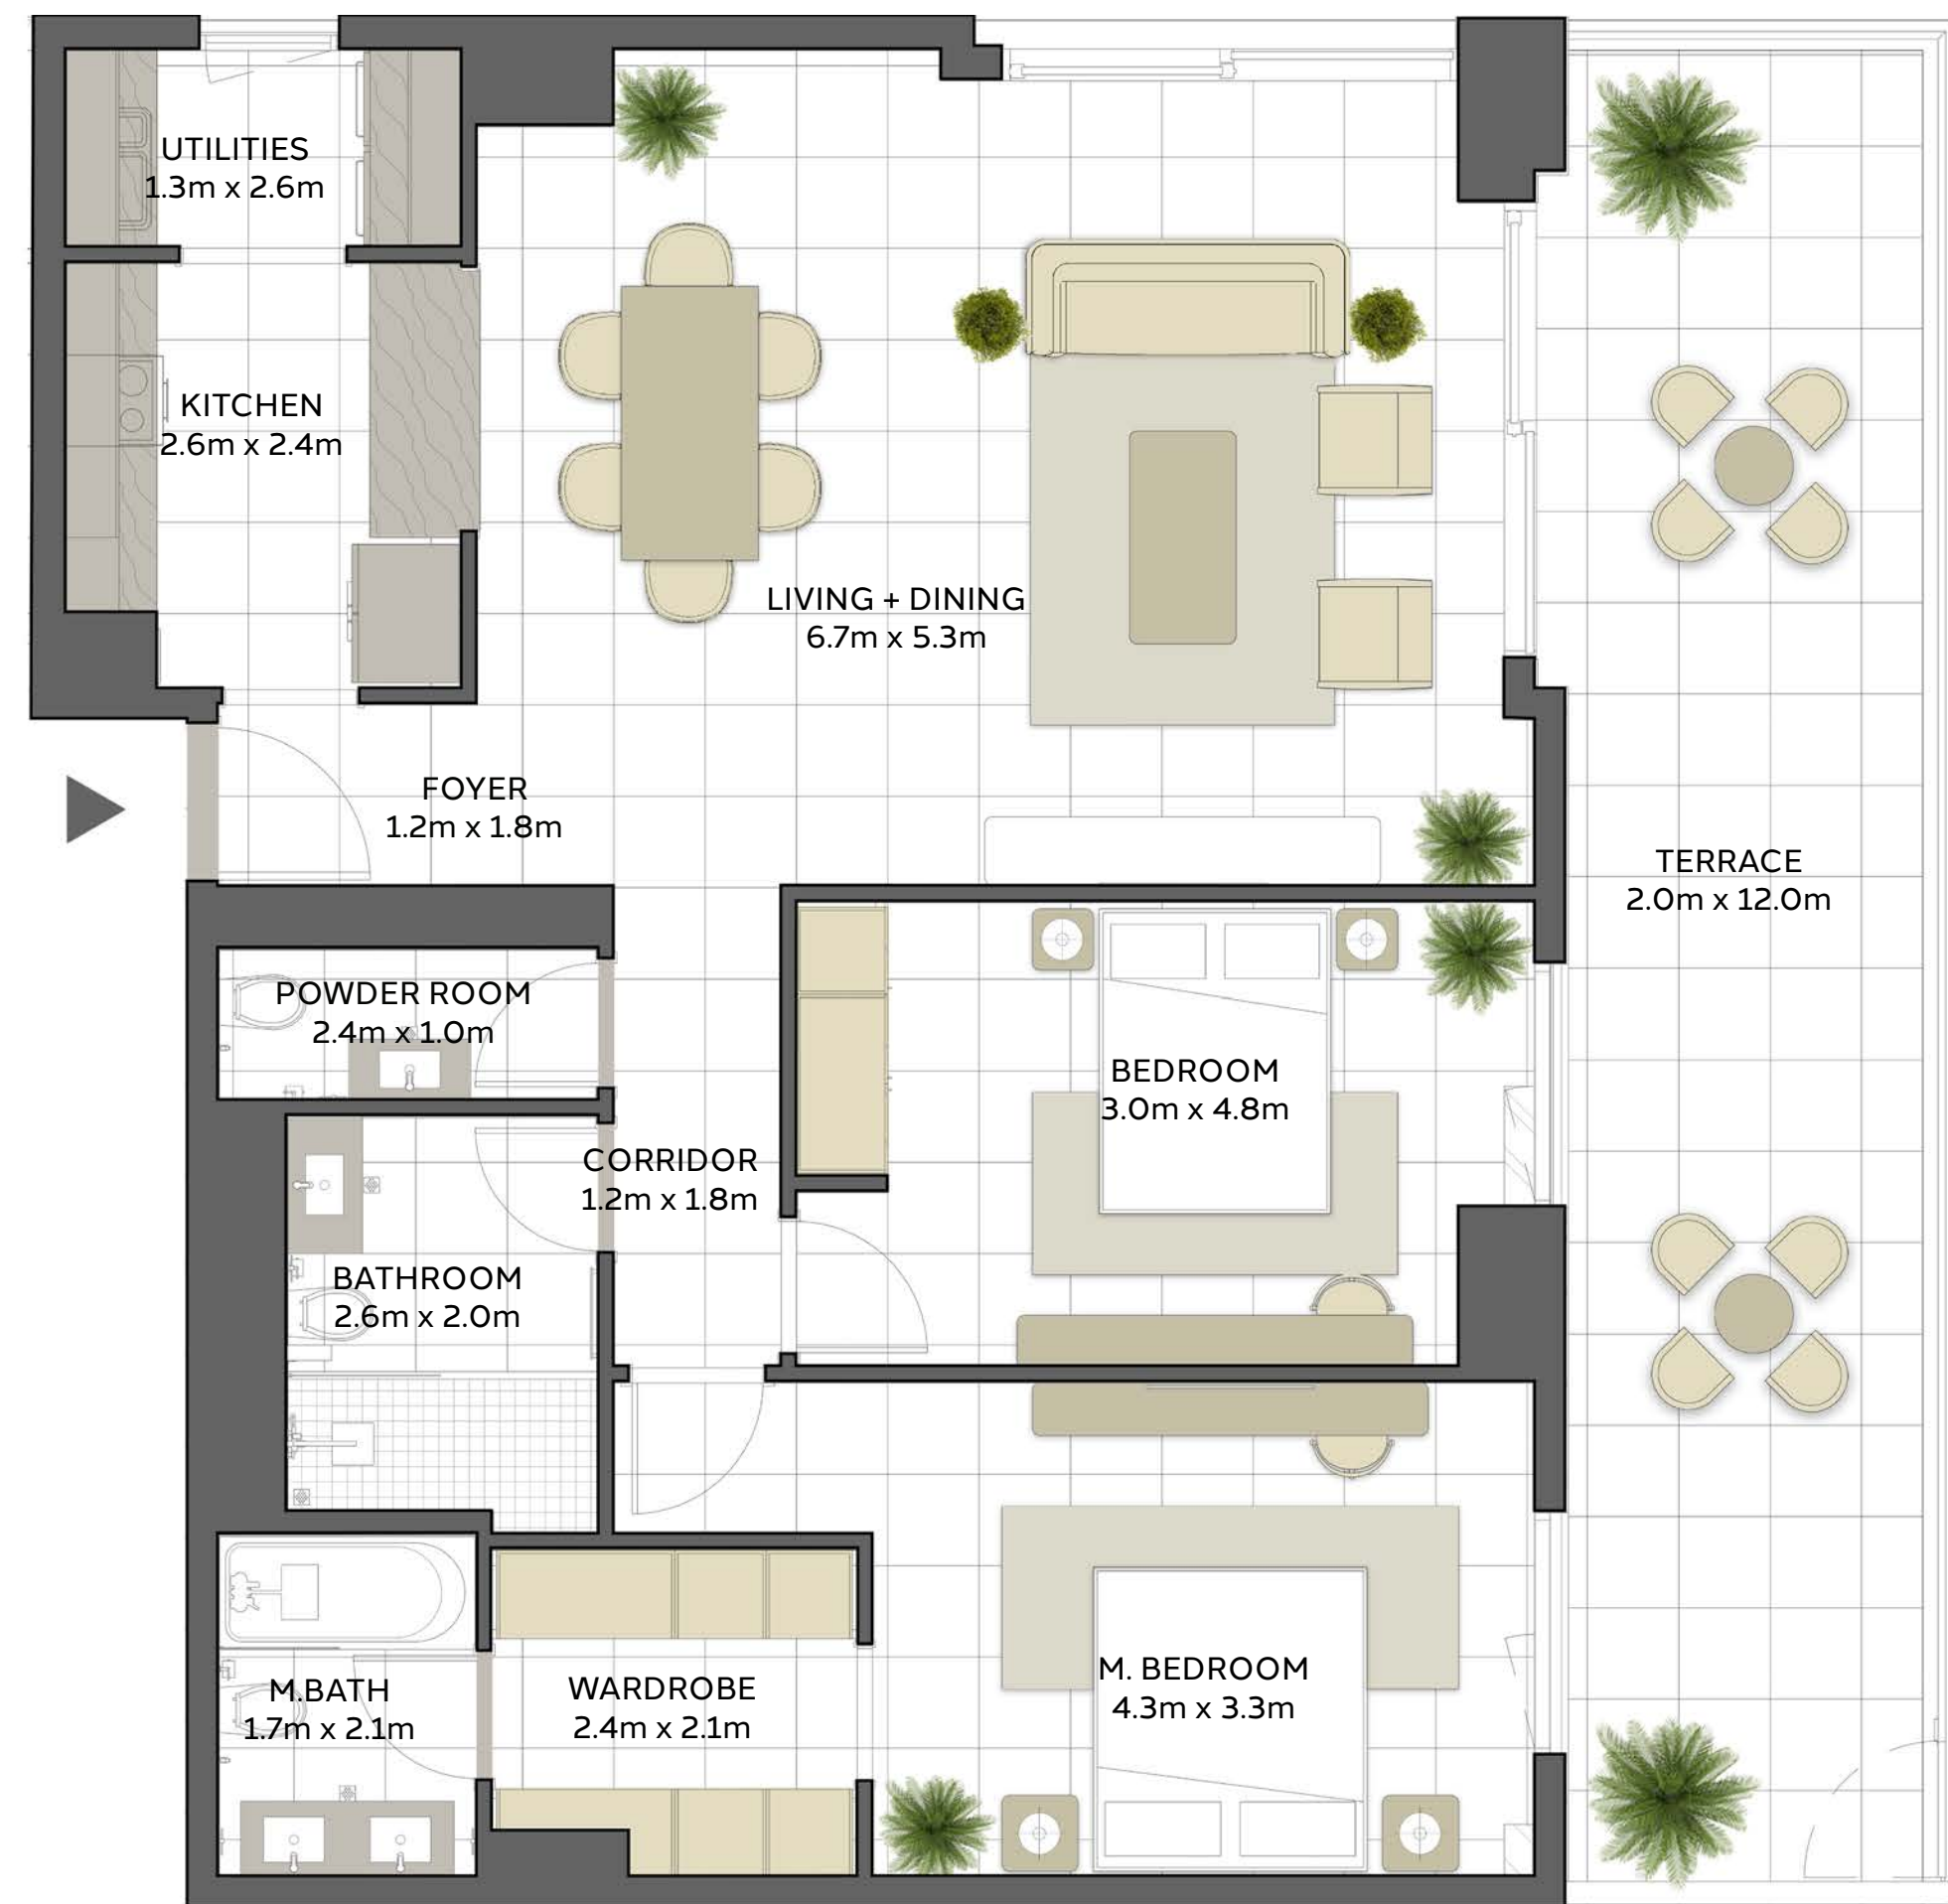 UTILITIES
1.3m x 2.6m
KITCHEN
2.6m x 2.4m
LIVING + DINING
6.7m x 5.3m
FOYER
1.2m x 1.8m
TERRACE
2.0m x 12.0m
POWDER ROOM
2.4m x 1.0m
BEDROOM
3.0m x 4.8m
CORRIDOR
1.2m x 1.8m
BATHROOM
2.6m x 2.0m
M. BEDROOM
4.3m x 3.3m
M.BATH
1.7m x 2.1m
WARDROBE
2.4m x 2.1m